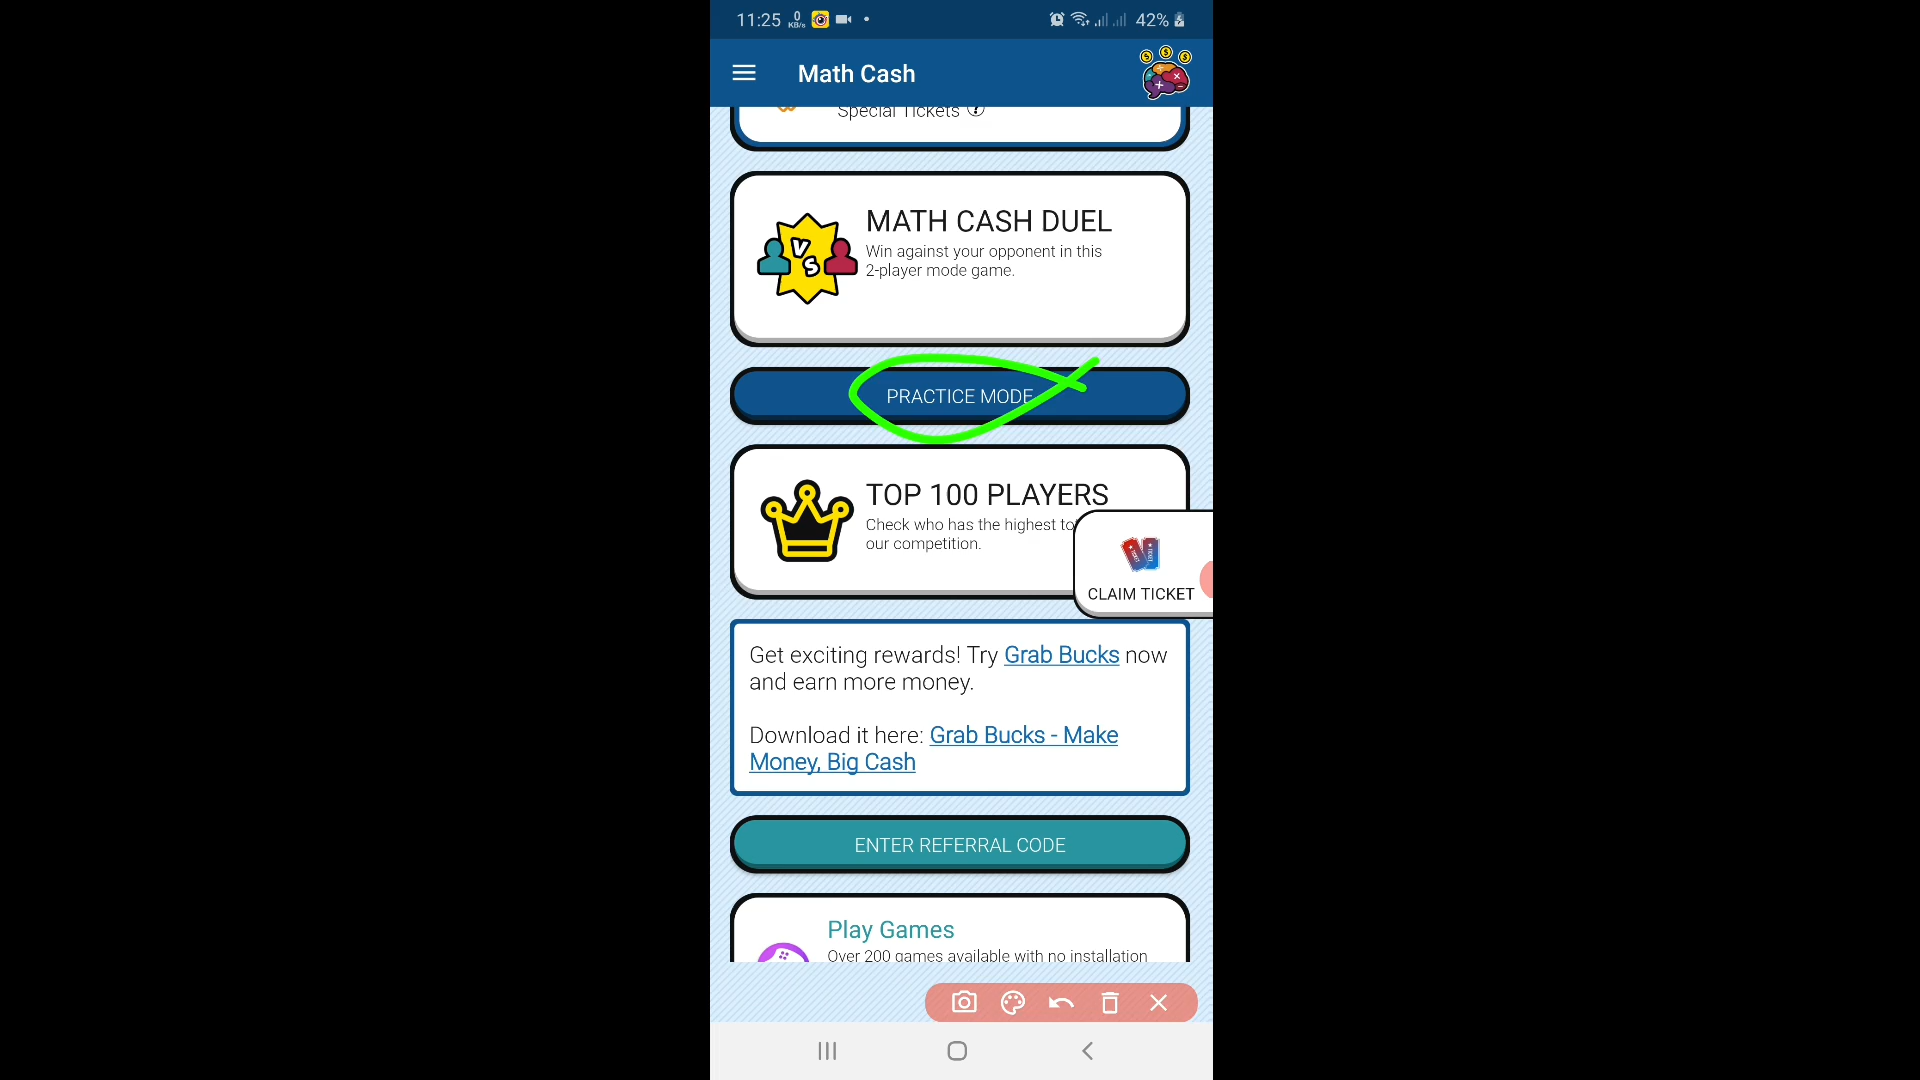 11:25 0 KB/s 42%
Math Cash
Special Tickets ?
MATH CASH DUEL
Win against your opponent in this
2-player mode game.
VS
PRACTICE MODE
TOP 100 PLAYERS
Check who has the highest to
our competition.
CLAIM TICKET
Get exciting rewards! Try Grab Bucks now
and earn more money.
Download it here: Grab Bucks - Make
Money, Big Cash
ENTER REFERRAL CODE
Play Games
Over 200 games available with no installation